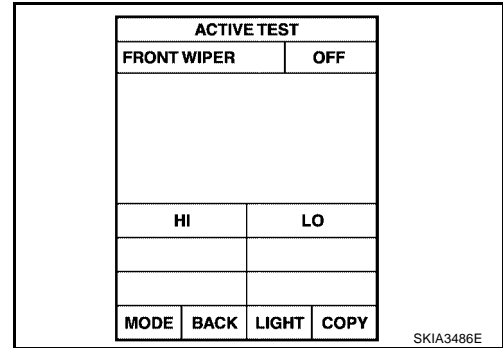 ACTIVE TEST
FRONT WIPER OFF
HI LO
MODE BACK LIGHT COPY
SKIA3486E